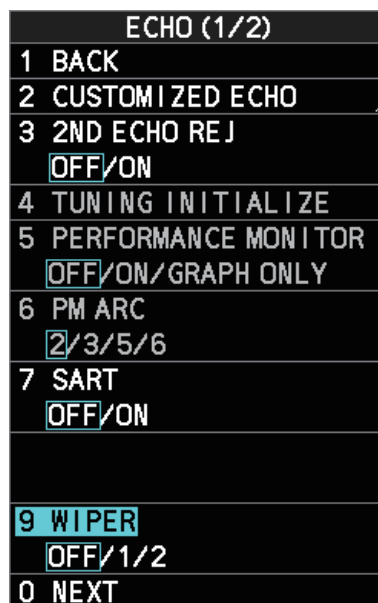 ECHO (1/2)
1 BACK
2 CUSTOMIZED ECHO
3 2ND ECHO REJ
OFF/ON
4 TUNING INITIALIZE
5 PERFORMANCE MONITOR
OFF/ON/GRAPH ONLY
6 PM ARC
2/3/5/6
7 SART
OFF/ON
9 WIPER
OFF/1/2
0 NEXT